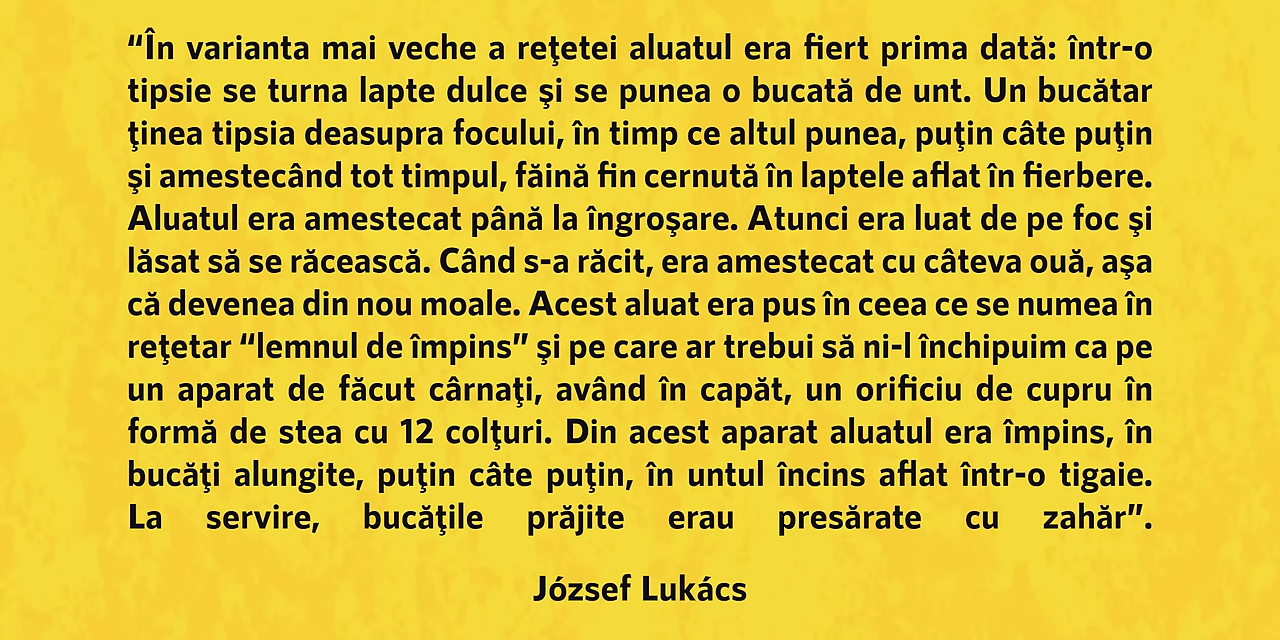 “În varianta mai veche a reţetei aluatul era fiert prima dată: într-o
tipsie se turna lapte dulce şi se punea o bucată de unt. Un bucătar
ţinea tipsia deasupra focului, în timp ce altul punea, puţin câte puţin
şi amestecând tot timpul, făină fin cernută în laptele aflat în fierbere.
Aluatul era amestecat până la îngroşare. Atunci era luat de pe foc şi
lăsat să se răcească. Când s-a răcit, era amestecat cu câteva ouă, aşa
că devenea din nou moale. Acest aluat era pus în ceea ce se numea în
reţetar “lemnul de împins” şi pe care ar trebui să ni-l închipuim ca pe
un aparat de făcut cârnaţi, având în capăt, un orificiu de cupru în
formă de stea cu 12 colţuri. Din acest aparat aluatul era împins, în
bucăţi alungite, puţin câte puţin, în untul încins aflat într-o tigaie.
La servire, bucăţile prăjite erau presărate cu zahăr”.
József Lukács